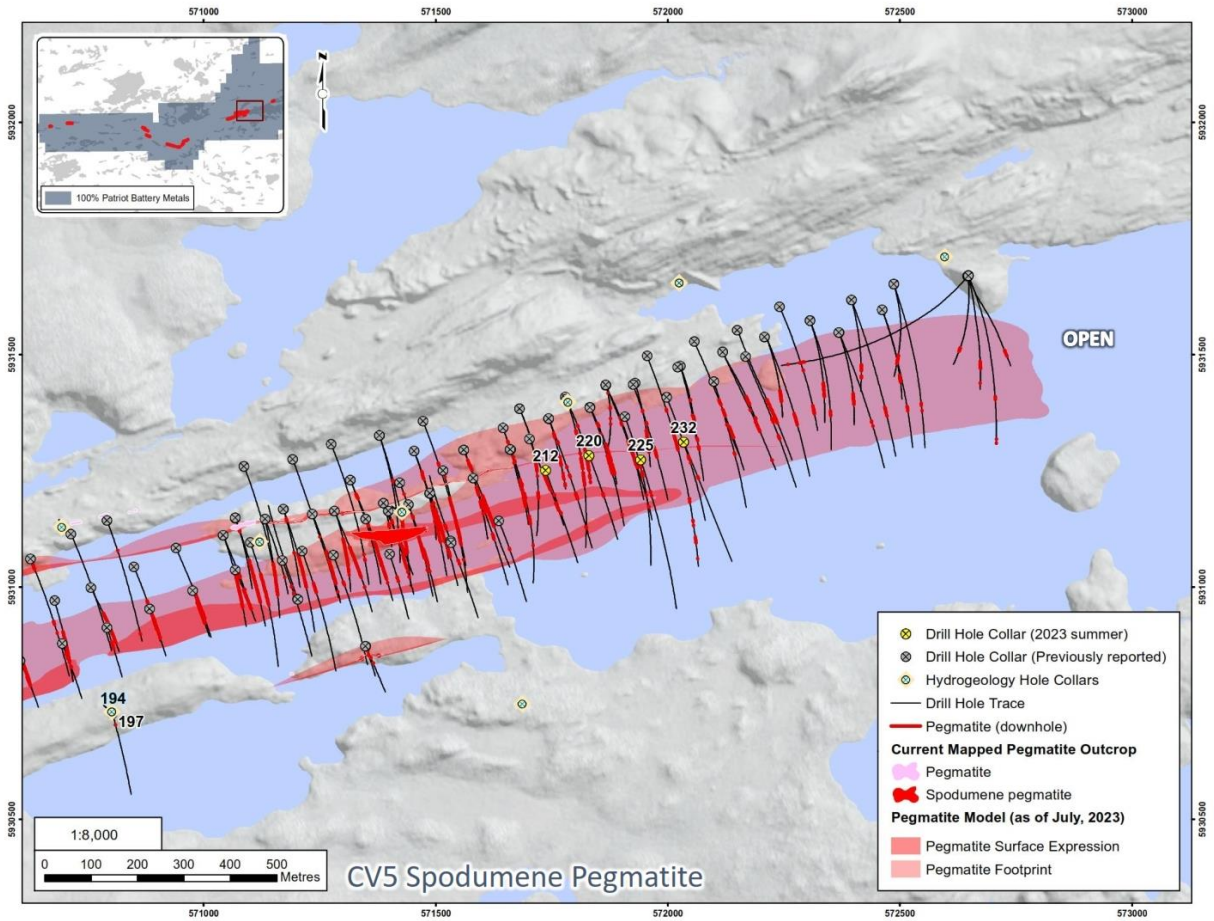 571000 571500 572000 572500 573000
N
100% Patriot Battery Metals
5932000 5932000
5931500 5931500
OPEN
232
220
225
212
5931000 5931000
194
197
Drill Hole Collar (2023 summer)
Drill Hole Collar (Previously reported)
Hydrogeology Hole Collars
Drill Hole Trace
Pegmatite (downhole)
Current Mapped Pegmatite Outcrop
Pegmatite
Spodumene pegmatite
Pegmatite Model (as of July, 2023)
Pegmatite Surface Expression
Pegmatite Footprint
5930500 5930500
1:8,000
0 100 200 300 400 500
Metres
CV5 Spodumene Pegmatite
571000 571500 572000 572500 573000